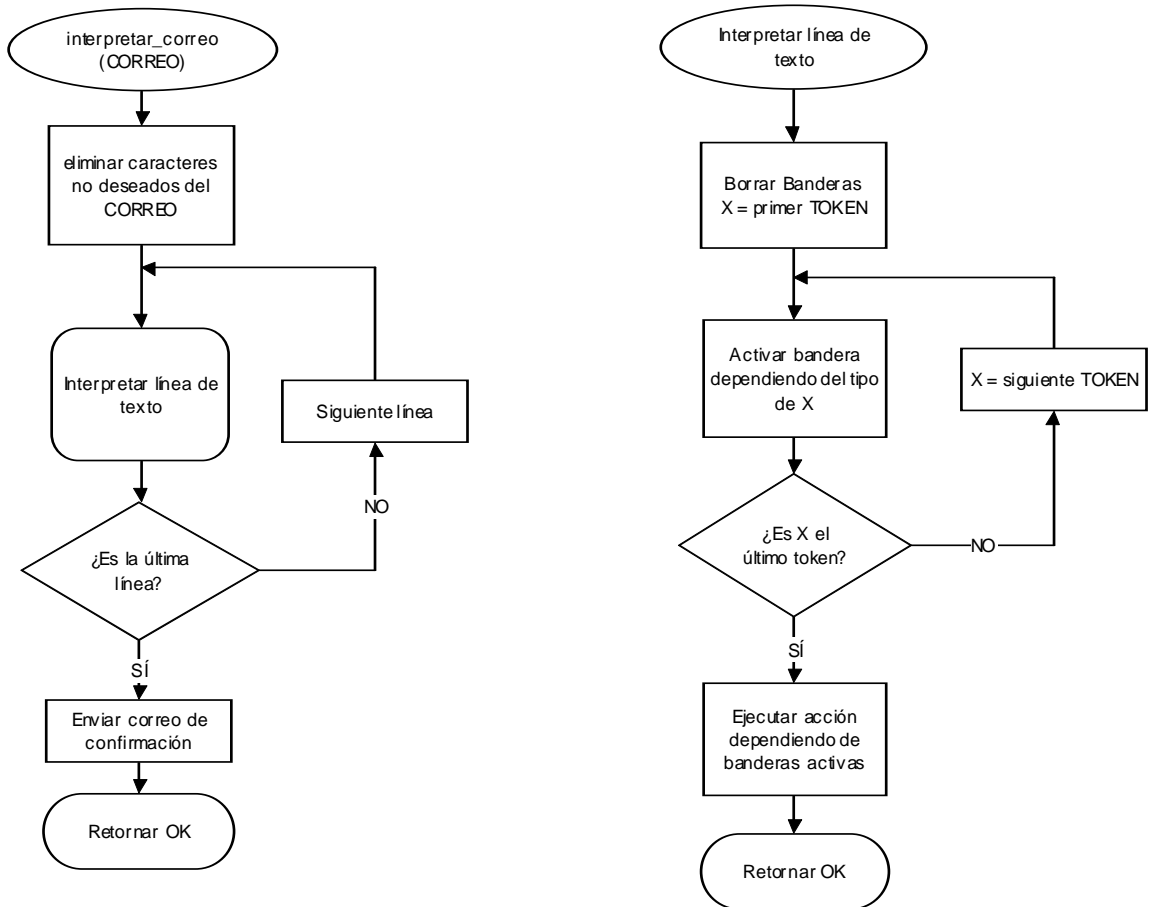 interpretar_correo
(CORREO)
eliminar caracteres
no deseados del
CORREO
Interpretar línea de
texto
Siguiente línea
NO
¿Es la última
línea?
SÍ
Enviar correo de
confirmación
Retornar OK
Interpretar línea de
texto
Borrar Banderas
X = primer TOKEN
Activar bandera
dependiendo del tipo
de X
X = siguiente TOKEN
¿Es X el
último token?
NO
SÍ
Ejecutar acción
dependiendo de
banderas activas
Retornar OK